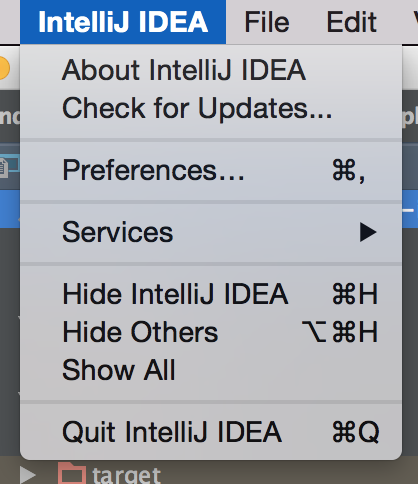 IntelliJ IDEA File Edit
About IntelliJ IDEA
Check for Updates...
Preferences... ⌘,
Services ▶
Hide IntelliJ IDEA ⌘H
Hide Others ⌥⌘H
Show All
Quit IntelliJ IDEA ⌘Q
target